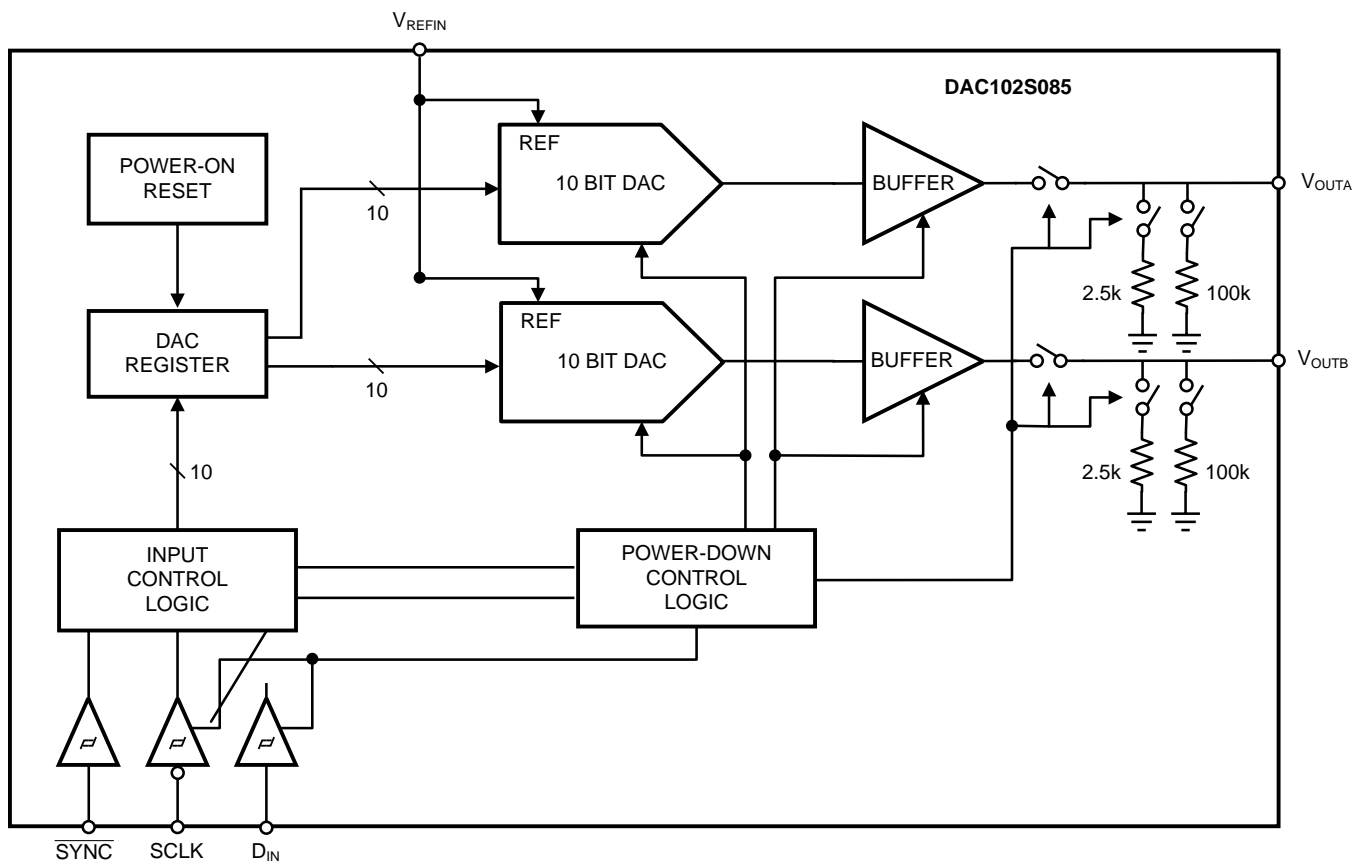 VREFIN
DAC102S085
REF
10 BIT DAC
BUFFER
VOUTA
POWER-ON
RESET
10
2.5k
100k
REF
10 BIT DAC
BUFFER
VOUTB
DAC
REGISTER
10
10
2.5k
100k
INPUT
CONTROL
LOGIC
POWER-DOWN
CONTROL
LOGIC
SYNC
SCLK
DIN